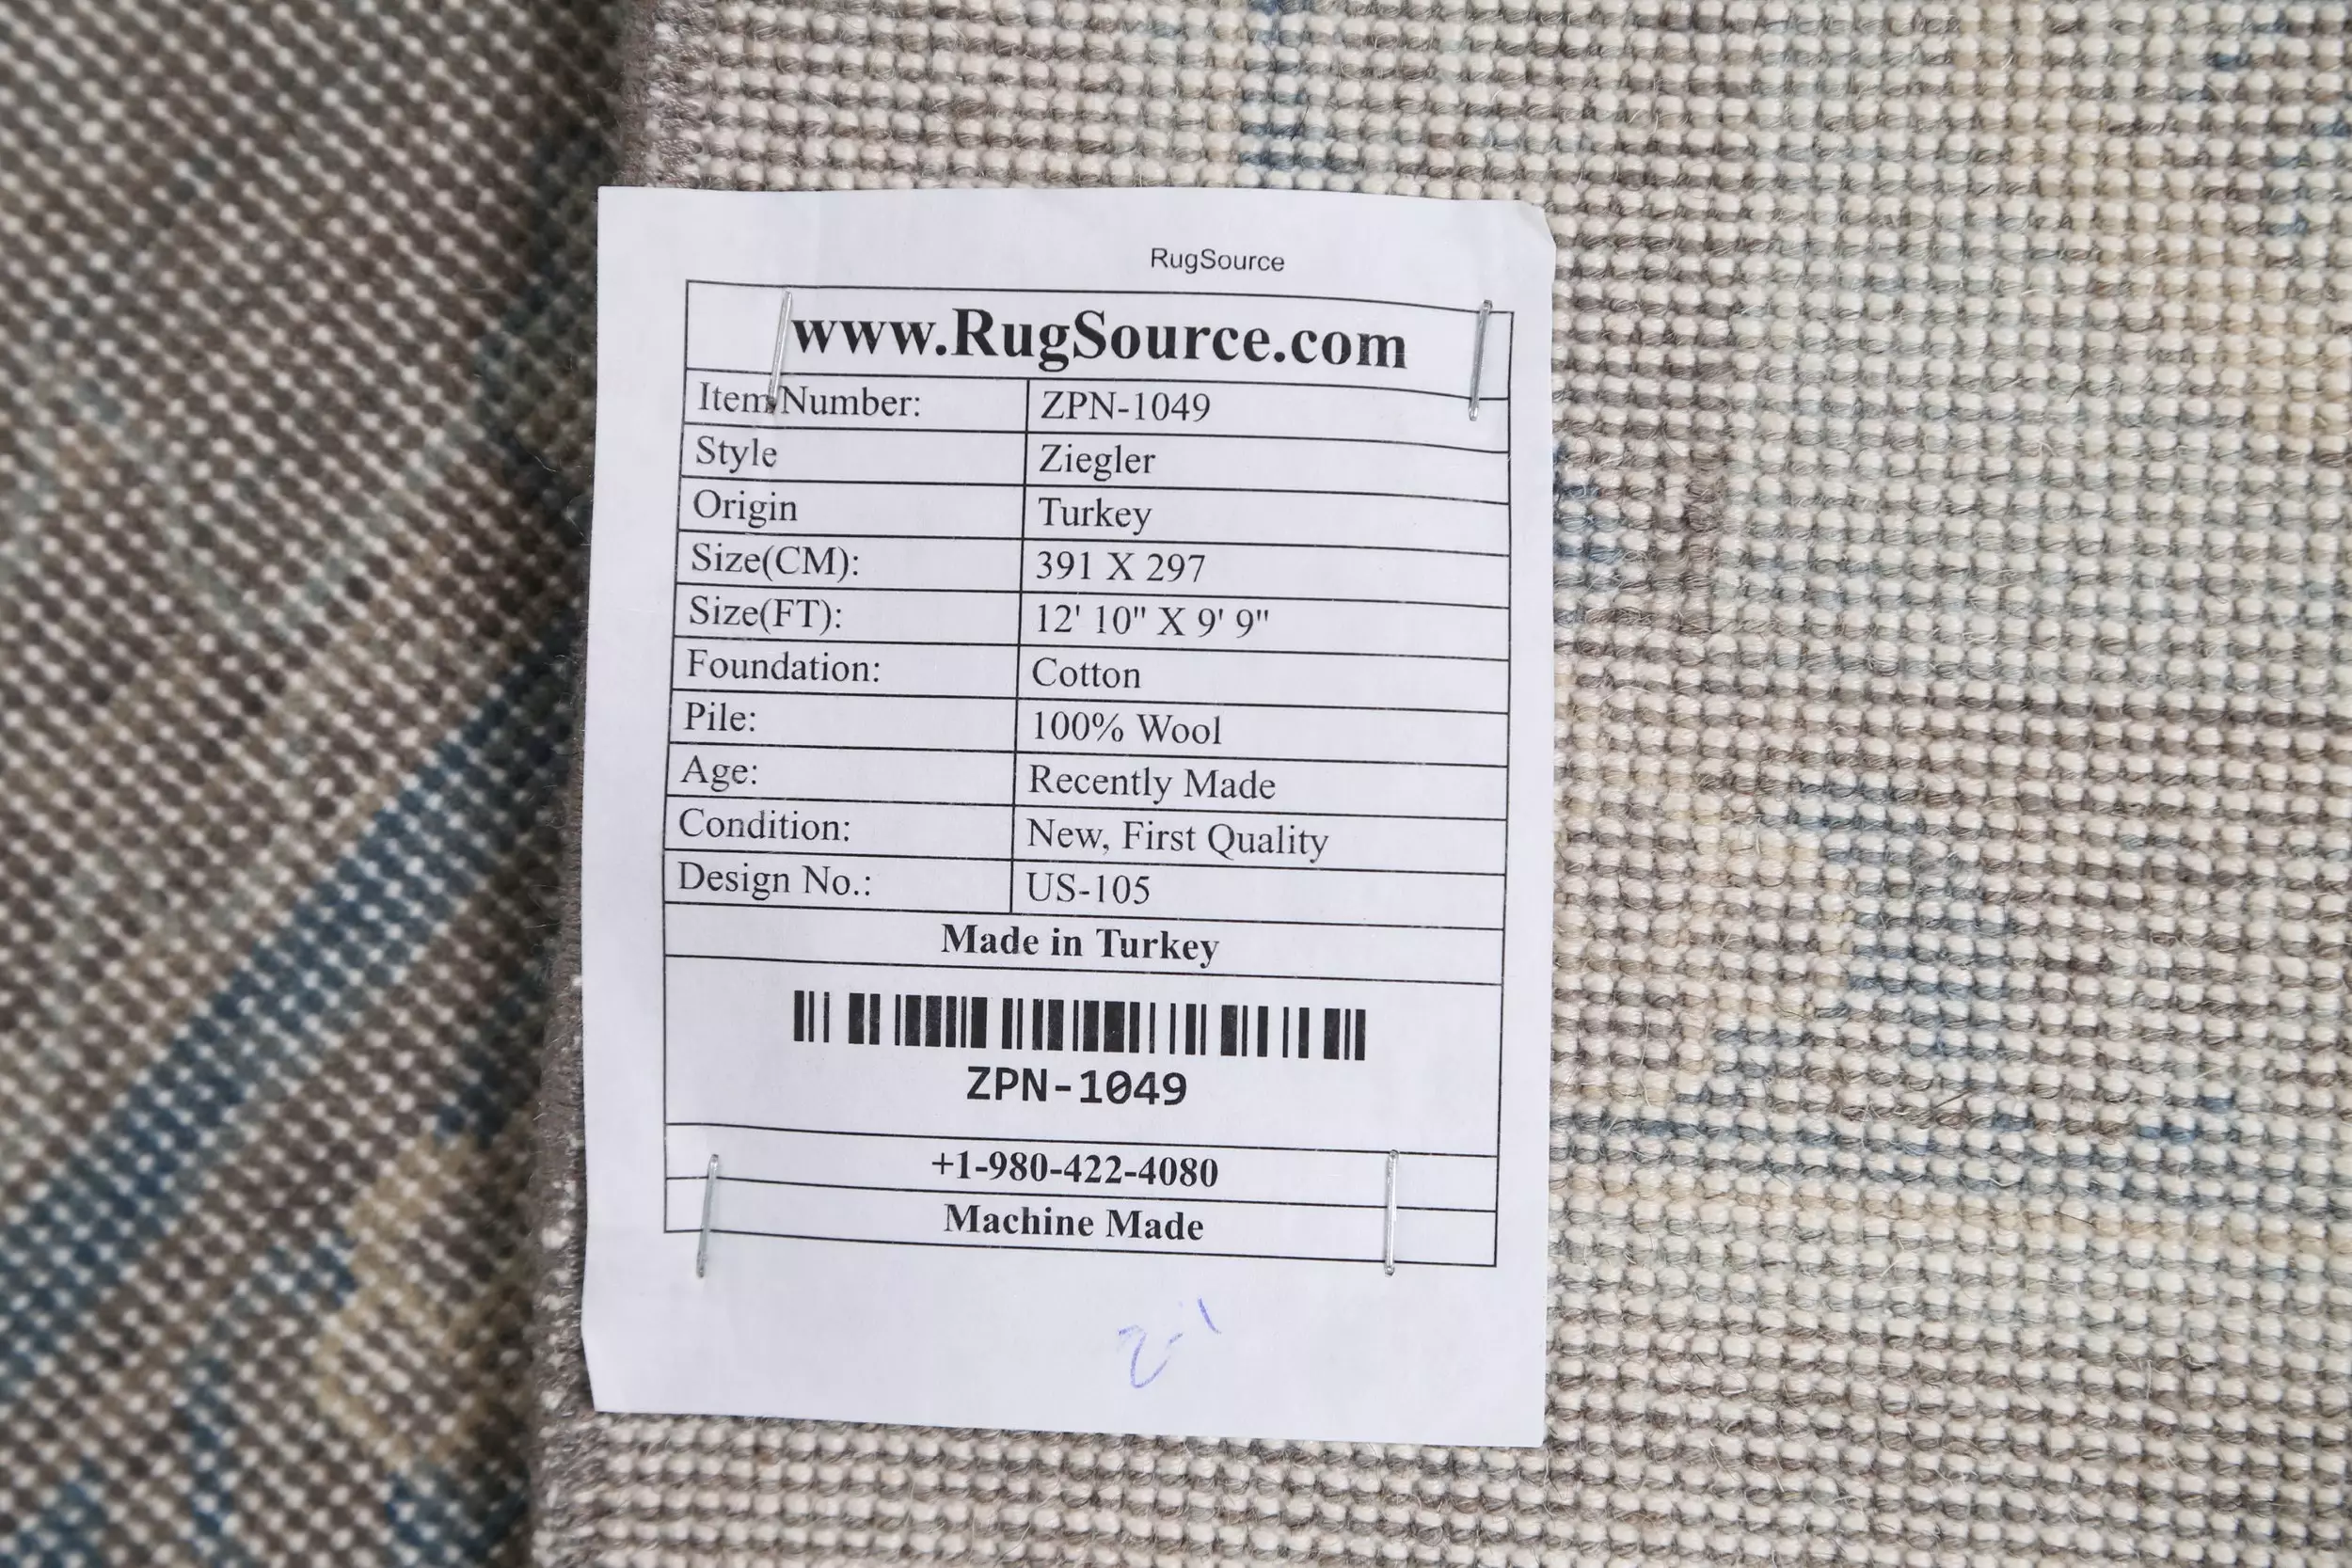 RugSource
www.RugSource.com
Item Number: ZPN-1049
Style Ziegler
Origin Turkey
Size(CM): 391 X 297
Size(FT): 12' 10" X 9' 9"
Foundation: Cotton
Pile: 100% Wool
Age: Recently Made
Condition: New, First Quality
Design No.: US-105
Made in Turkey
ZPN-1049
+1-980-422-4080
Machine Made